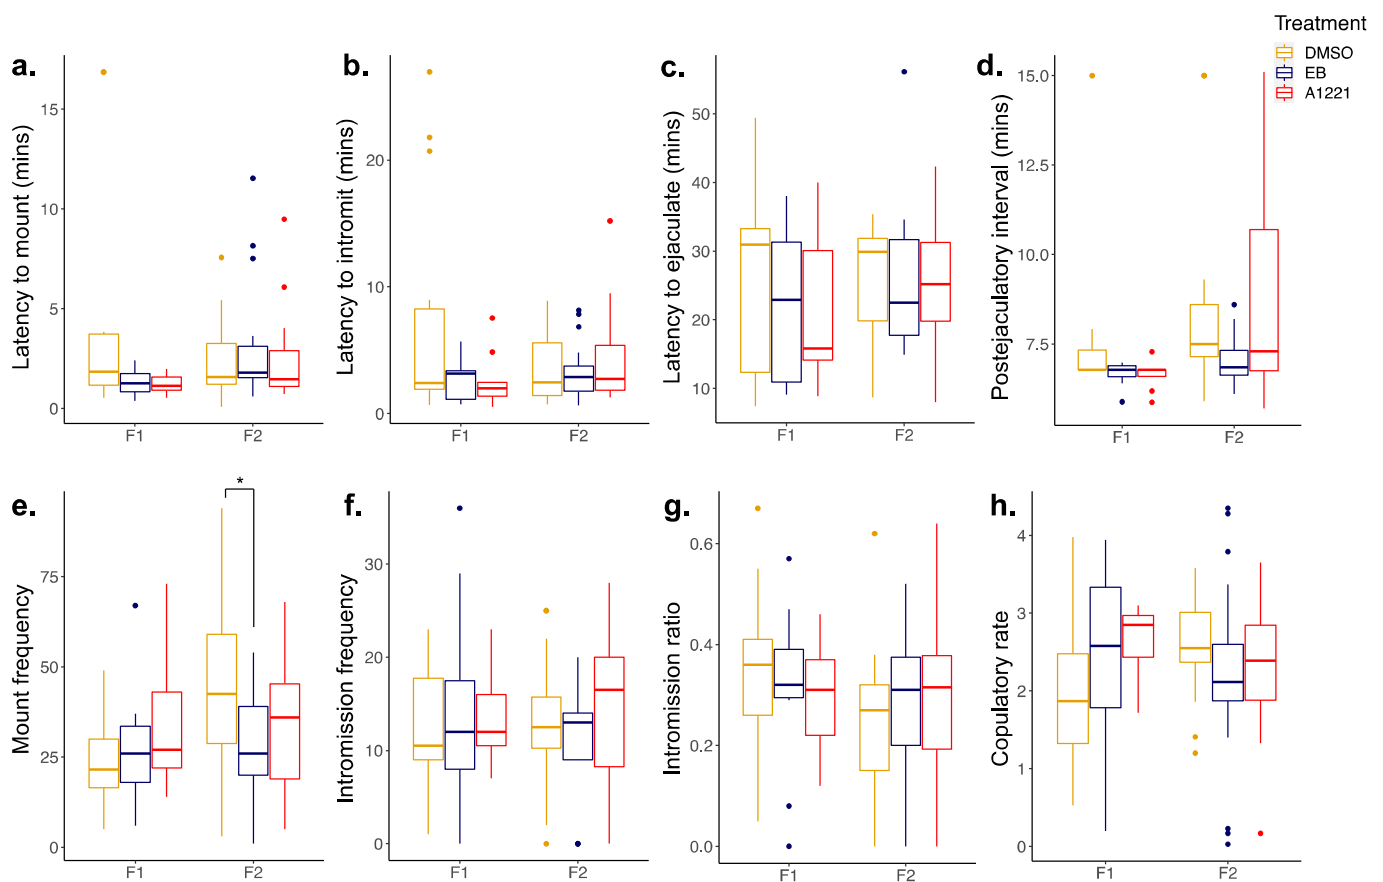 Treatment
DMSO
EB
A1221
a.
Latency to mount (mins)
15
10
5
0
F1 F2
b.
Latency to intromit (mins)
20
10
0
F1 F2
c.
Latency to ejaculate (mins)
50
40
30
20
10
F1 F2
d.
Postejaculatory interval (mins)
15.0
12.5
10.0
7.5
F1 F2
e.
Mount frequency
75
50
25
0
*
F1 F2
f.
Intromission frequency
30
20
10
0
F1 F2
g.
Intromission ratio
0.6
0.4
0.2
0.0
F1 F2
h.
Copulatory rate
4
3
2
1
0
F1 F2